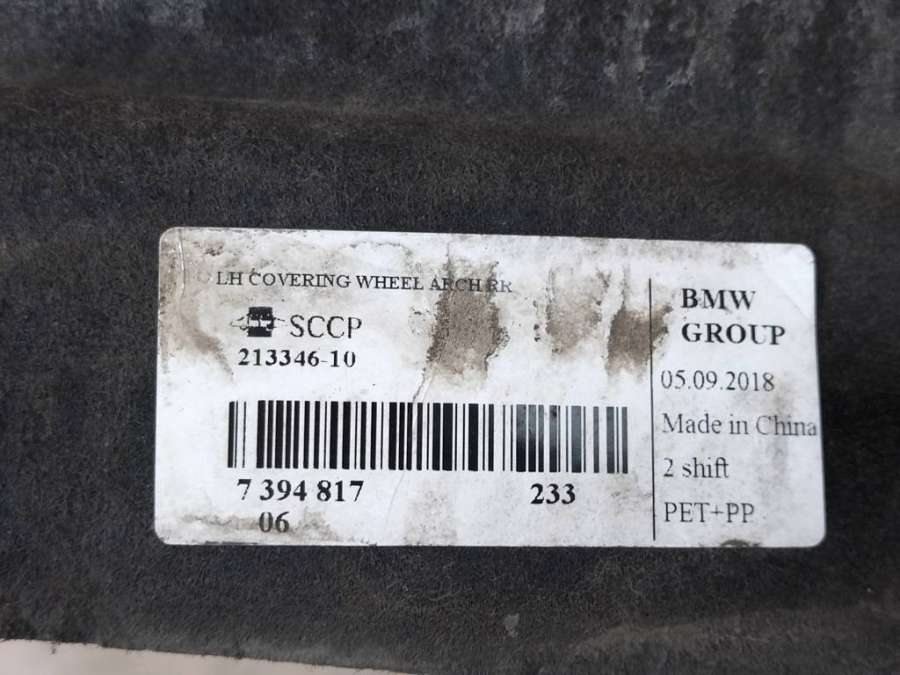 LH COVERING WHEEL ARCH RR
SCCP
213346-10
7 394 817 233
06
BMW
GROUP
05.09.2018
Made in China
2 shift
PET+PP